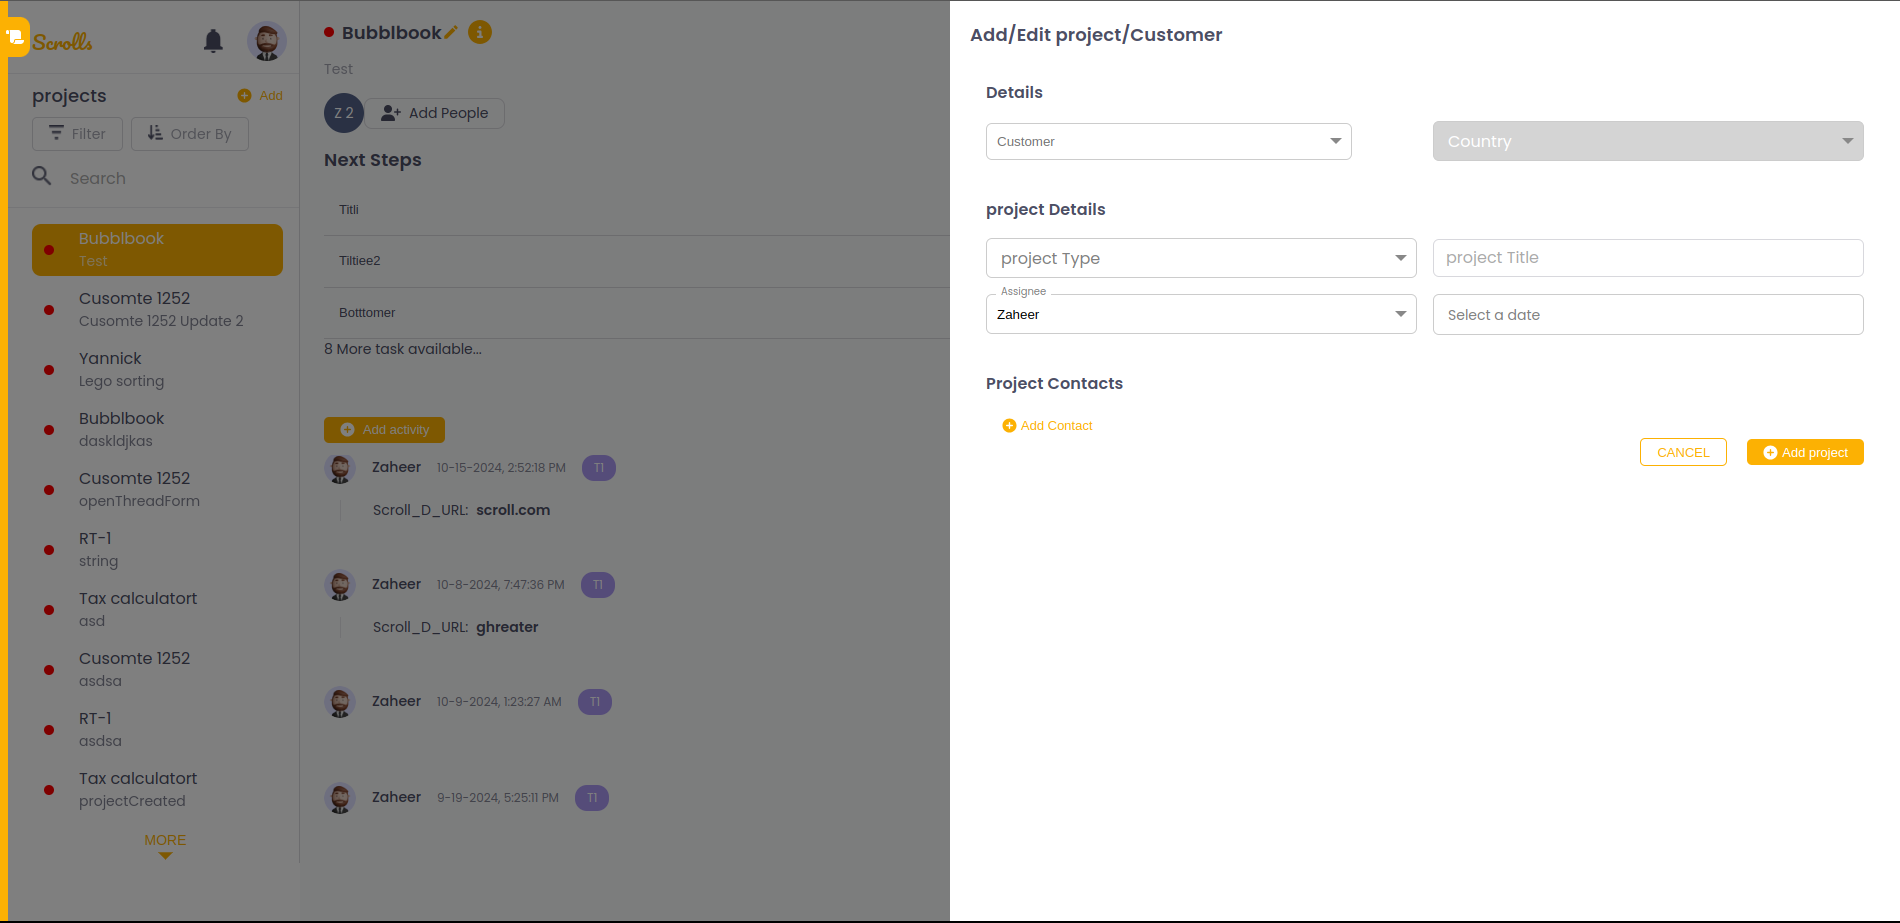 Scrolls
projects
Add
Filter
Order By
Search
Bubblbook
Test
Cusomte 1252
Cusomte 1252 Update 2
Yannick
Lego sorting
Bubblbook
daskldjkas
Cusomte 1252
openThreadForm
RT-1
string
Tax calculatort
asd
Cusomte 1252
asdsa
RT-1
asdsa
Tax calculatort
projectCreated
MORE
Bubblbook
Test
Z 2
Add People
Next Steps
Titli
Tiltiee2
Botttomer
8 More task available...
Add activity
Zaheer 10-15-2024, 2:52:18 PM T1
Scroll_D_URL: scroll.com
Zaheer 10-8-2024, 7:47:36 PM T1
Scroll_D_URL: ghreater
Zaheer 10-9-2024, 1:23:27 AM T1
Zaheer 9-19-2024, 5:25:11 PM T1
Add/Edit project/Customer
Details
Customer
Country
project Details
project Type
project Title
Assignee
Zaheer
Select a date
Project Contacts
Add Contact
CANCEL
Add project